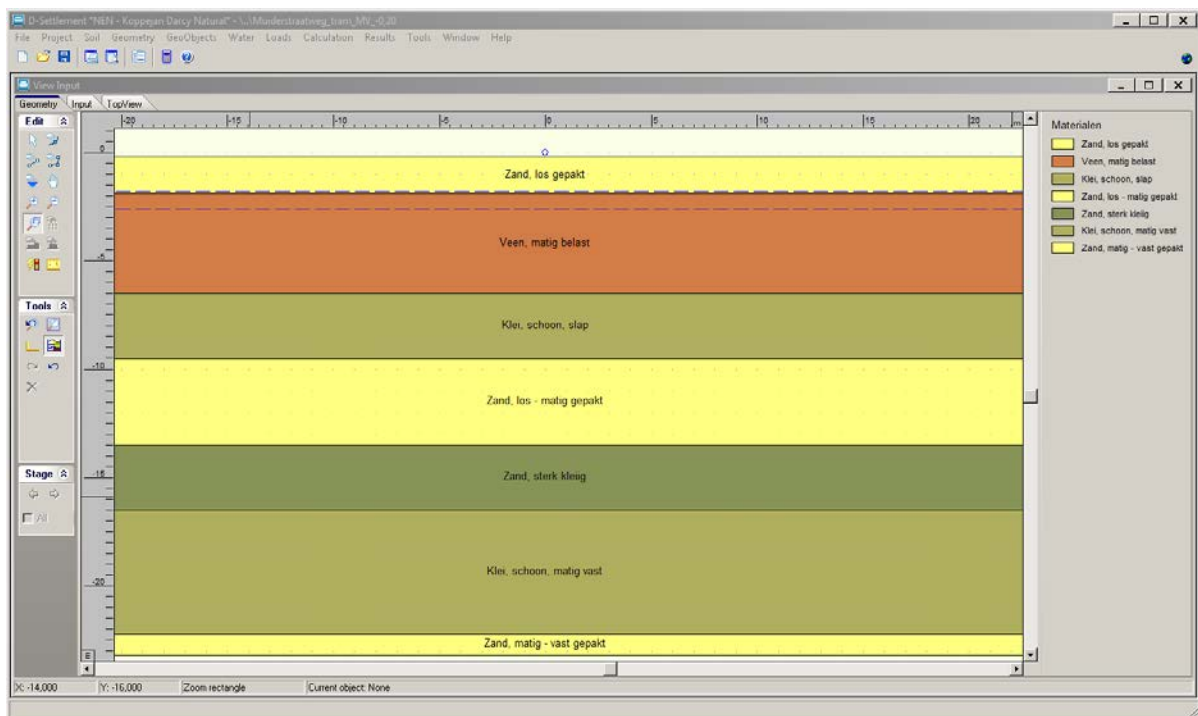 D-Settlement "NEN - Koppejan Darcy Natural" - \..\Munderstraatweg_tram_MV_-0,20
File Project Soil Geometry GeoObjects Water Loads Calculation Results Tools Window Help
View Input
Geometry Input TopView
Edit
-20 -15 -10 -5 0 5 10 15 20 m
Materialen
Zand, los gepakt
Veen, matig belast
Klei, schoon, slap
Zand, los - matig gepakt
Zand, sterk kleiig
Klei, schoon, matig vast
Zand, matig - vast gepakt
0
Zand, los gepakt
Veen, matig belast
-5
Tools
Klei, schoon, slap
-10
Zand, los - matig gepakt
Stage
-15
Zand, sterk kleiig
All
Klei, schoon, matig vast
-20
Zand, matig - vast gepakt
X: -14,000 Y: -16,000 Zoom rectangle Current object: None